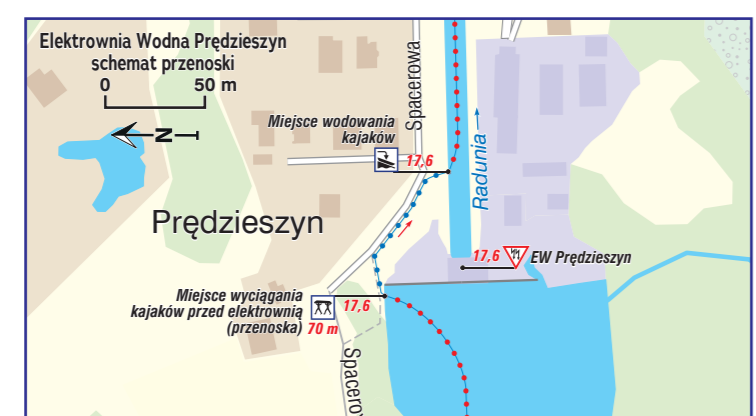 Elektrownia Wodna Prędzieszyn
schemat przenoski
0 50 m
N
Spacerowa
Miejsce wodowania
kajaków
17,6
Radunia
Prędzieszyn
17,6
EW Prędzieszyn
Miejsce wyciągania
kajaków przed elektrownią
(przenoska) 70 m
17,6
Spacero